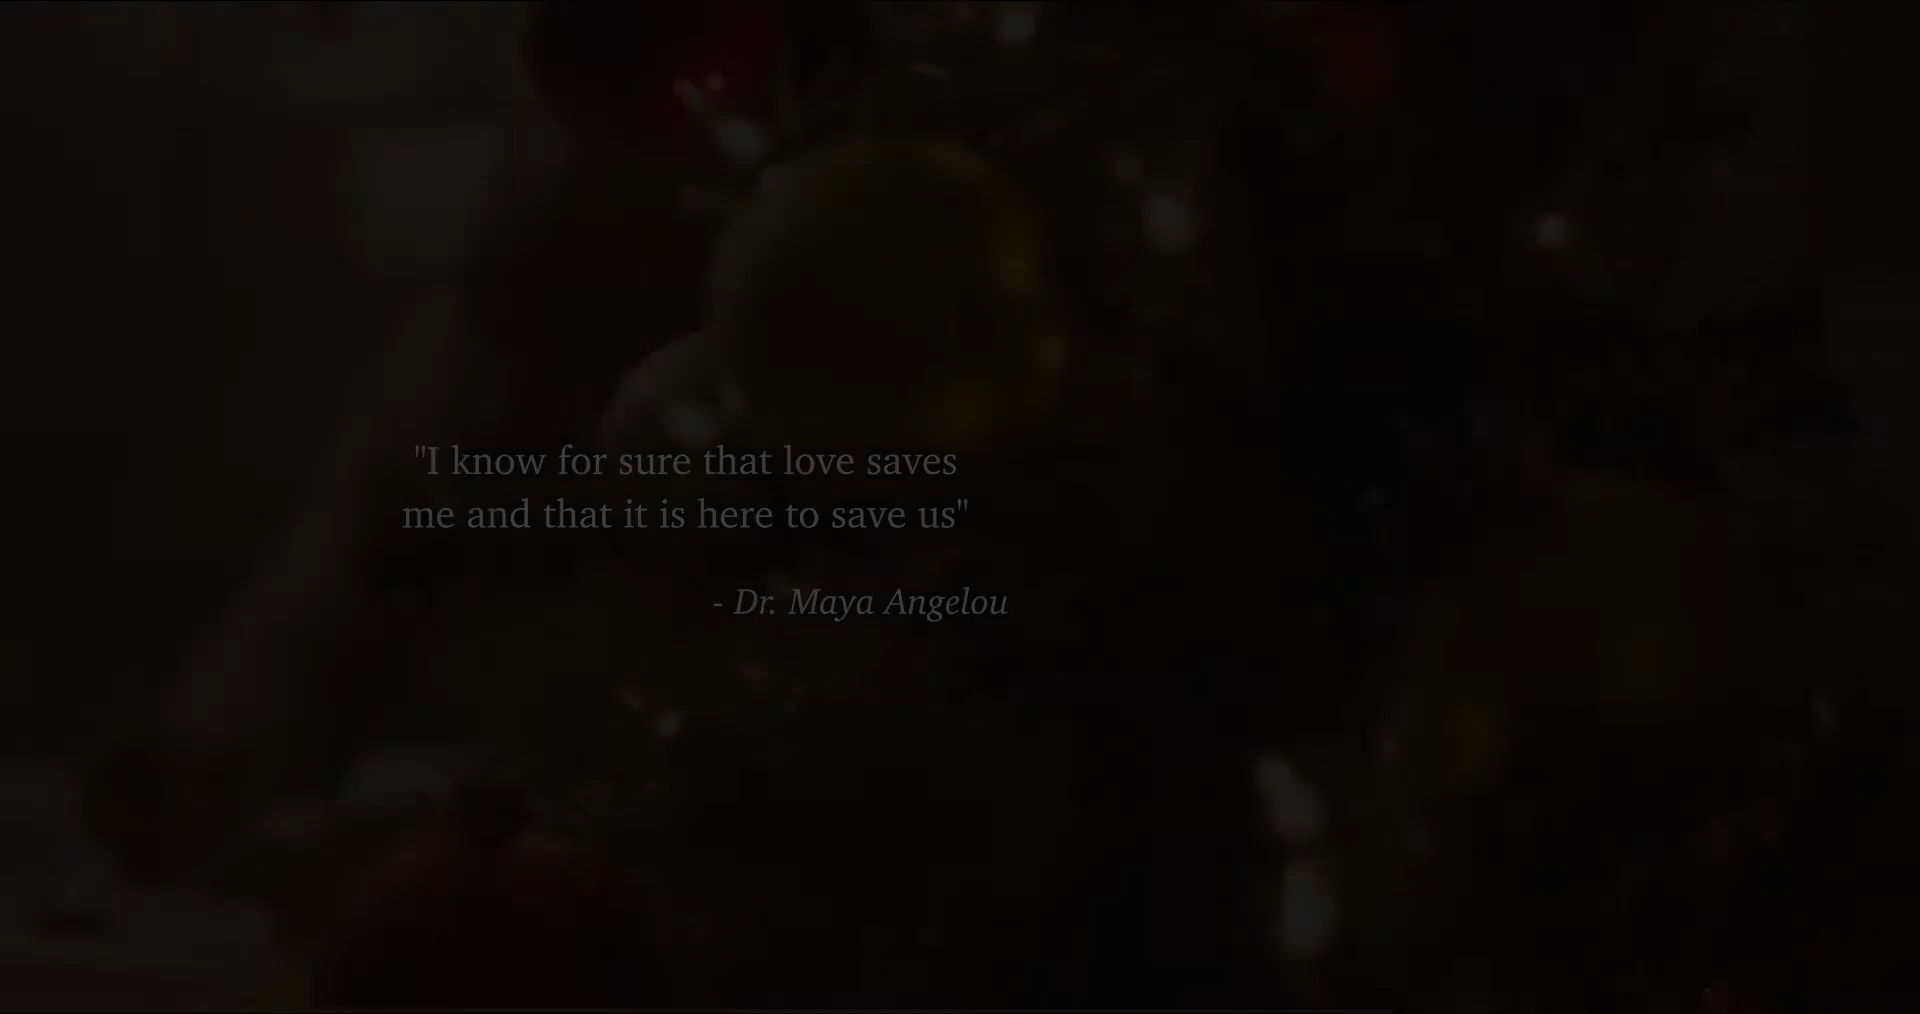 "I know for sure that love saves
me and that it is here to save us"
- Dr. Maya Angelou